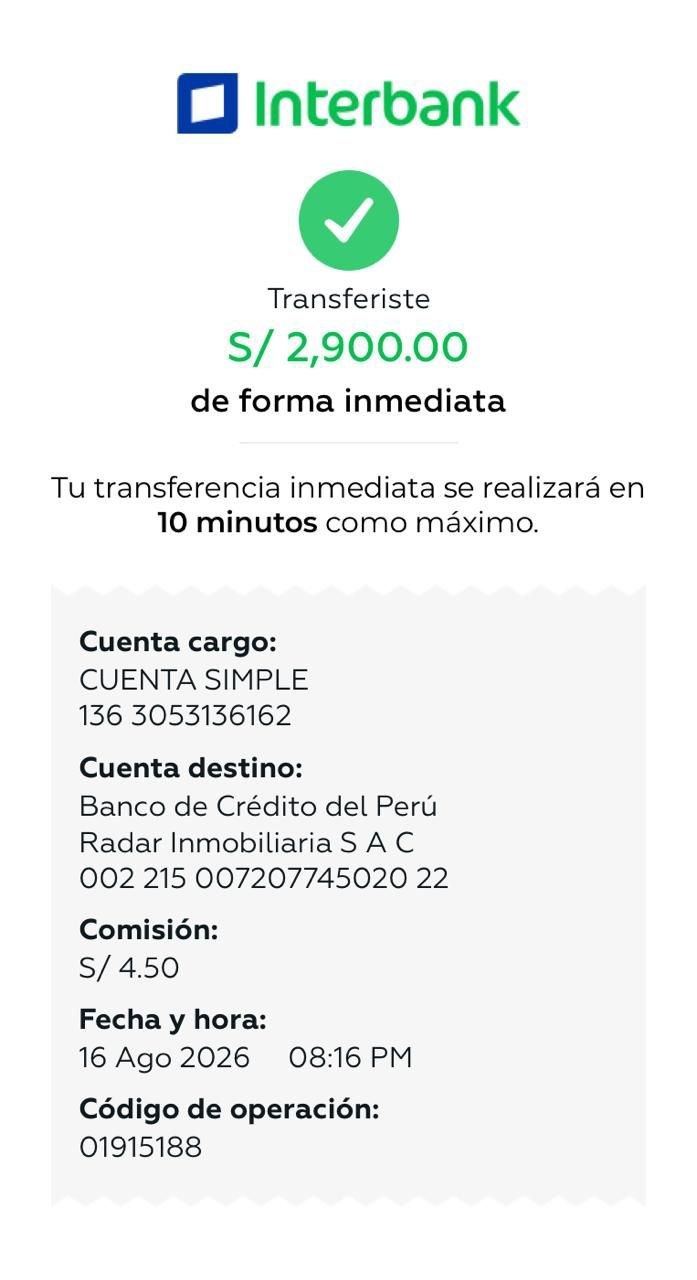 Interbank
Transferiste
S/ 2,900.00
de forma inmediata
Tu transferencia inmediata se realizará en
10 minutos como máximo.
Cuenta cargo:
CUENTA SIMPLE
136 3053136162
Cuenta destino:
Banco de Crédito del Perú
Radar Inmobiliaria S A C
002 215 007207745020 22
Comisión:
S/ 4.50
Fecha y hora:
16 Ago 2026 08:16 PM
Código de operación:
01915188